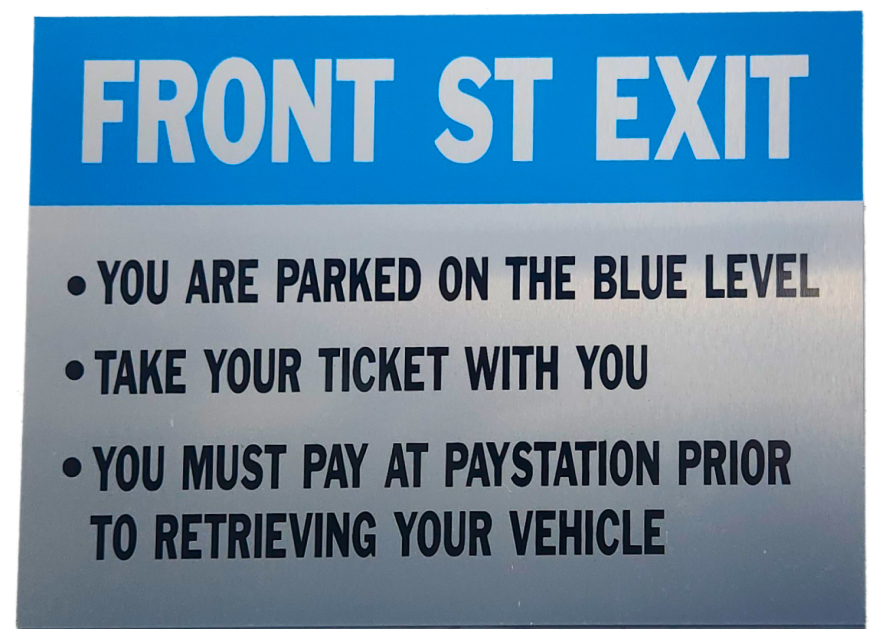 FRONT ST EXIT
• YOU ARE PARKED ON THE BLUE LEVEL
• TAKE YOUR TICKET WITH YOU
• YOU MUST PAY AT PAYSTATION PRIOR
TO RETRIEVING YOUR VEHICLE